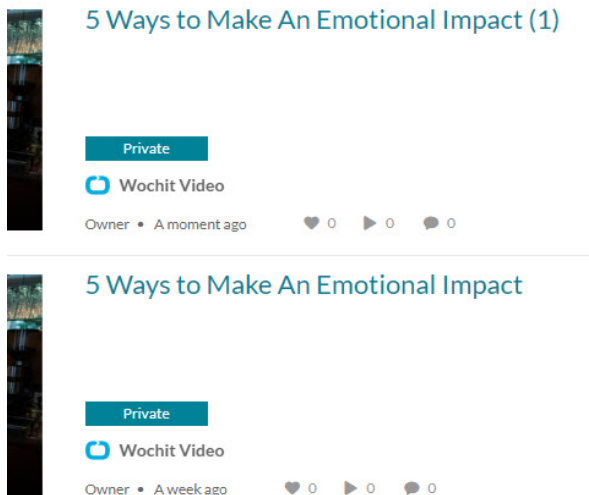 5 Ways to Make An Emotional Impact (1)
Private
Wochit Video
Owner • A moment ago 0 0 0
5 Ways to Make An Emotional Impact
Private
Wochit Video
Owner • A week ago 0 0 0